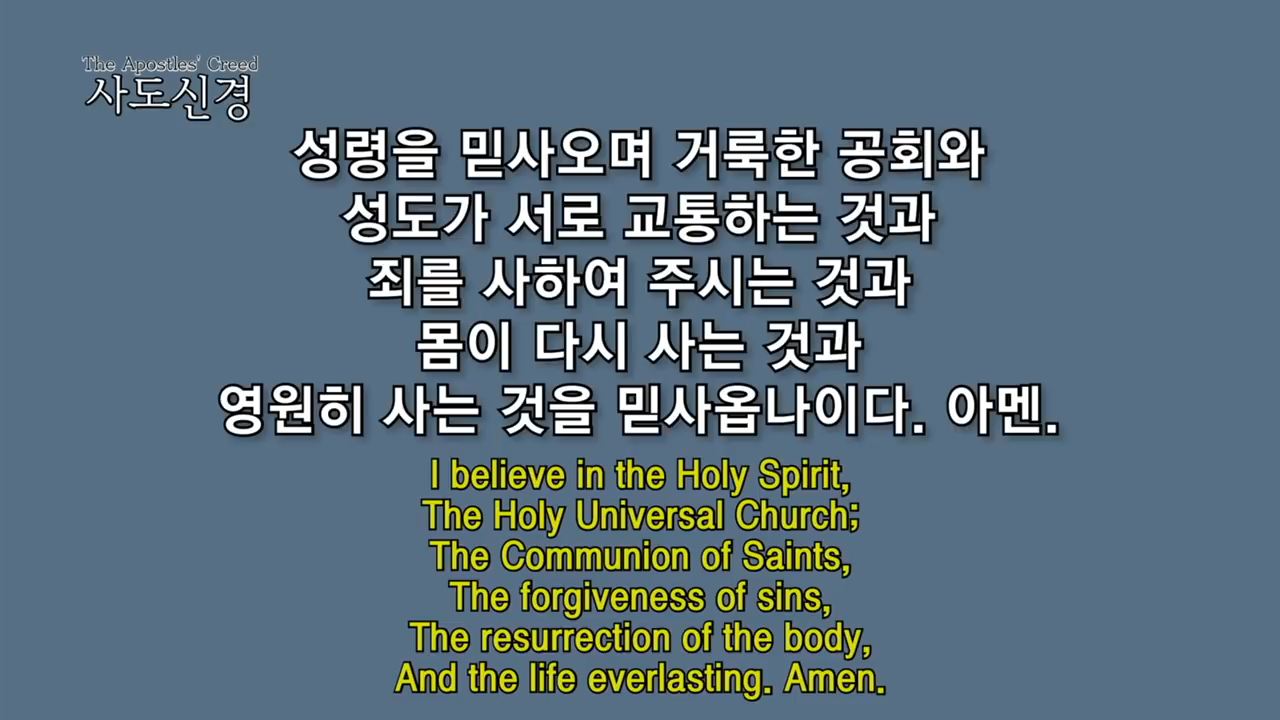 The Apostles' Creed
사도신경
성령을 믿사오며 거룩한 공회와
성도가 서로 교통하는 것과
죄를 사하여 주시는 것과
몸이 다시 사는 것과
영원히 사는 것을 믿사옵나이다. 아멘.
I believe in the Holy Spirit,
The Holy Universal Church;
The Communion of Saints,
The forgiveness of sins,
The resurrection of the body,
And the life everlasting. Amen.